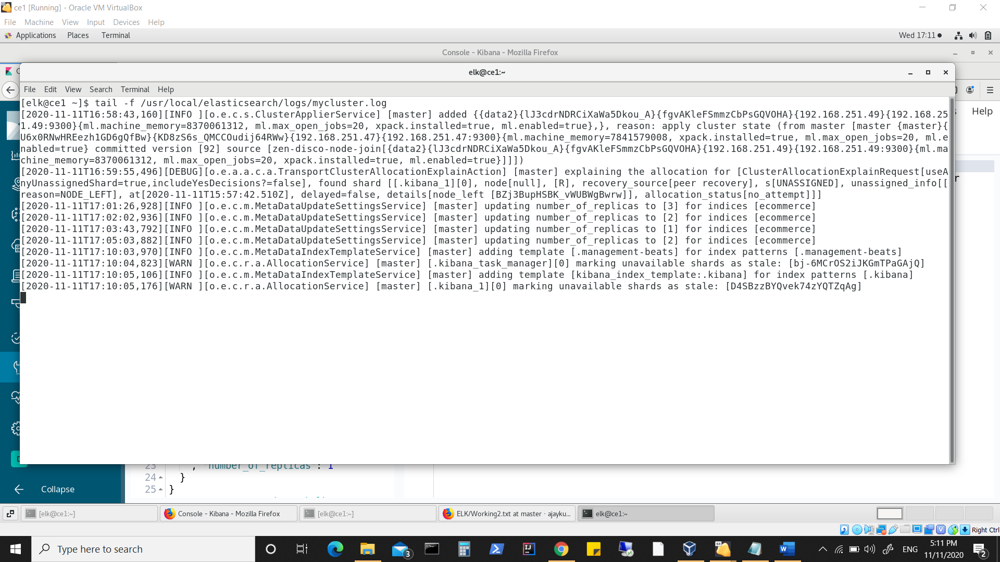 ce1 [Running] - Oracle VM VirtualBox
File Machine View Input Devices Help
Applications Places Terminal
Wed 17:11
Console - Kibana - Mozilla Firefox
elk@ce1:~
File Edit View Search Terminal Help
Help
[elk@ce1 ~]$ tail -f /usr/local/elasticsearch/logs/mycluster.log
[2020-11-11T16:58:43,160][INFO ][o.e.c.s.ClusterApplierService] [master] added {{data2}{lJ3cdrNDRCiXaWa5Dkou_A}{fgvAKleFSmmzCbPsGQVOHA}{192.168.251.49}{192.168.25
1.49:9300}{ml.machine_memory=8370061312, ml.max_open_jobs=20, xpack.installed=true, ml.enabled=true},}, reason: apply cluster state (from master [master {master}{
U6x0RNwHREezh1GD6gQfBw}{KD8zS6s_QMCCOudij64RWw}{192.168.251.47}{192.168.251.47:9300}{ml.machine_memory=7841579008, xpack.installed=true, ml.max_open_jobs=20, ml.e
nabled=true} committed version [92] source [zen-disco-node-join[{data2}{lJ3cdrNDRCiXaWa5Dkou_A}{fgvAKleFSmmzCbPsGQVOHA}{192.168.251.49}{192.168.251.49:9300}{ml.ma
chine_memory=8370061312, ml.max_open_jobs=20, xpack.installed=true, ml.enabled=true}]]])
[2020-11-11T16:59:55,496][DEBUG][o.e.a.a.c.a.TransportClusterAllocationExplainAction] [master] explaining the allocation for [ClusterAllocationExplainRequest[useA
nyUnassignedShard=true,includeYesDecisions?=false], found shard [[.kibana_1][0], node[null], [R], recovery_source[peer recovery], s[UNASSIGNED], unassigned_info[[
reason=NODE_LEFT], at[2020-11-11T15:57:42.510Z], delayed=false, details[node_left [BZj3BupHSBK_vWUBWgBwrw]], allocation_status[no_attempt]]]
[2020-11-11T17:01:26,928][INFO ][o.e.c.m.MetaDataUpdateSettingsService] [master] updating number_of_replicas to [3] for indices [ecommerce]
[2020-11-11T17:02:02,936][INFO ][o.e.c.m.MetaDataUpdateSettingsService] [master] updating number_of_replicas to [2] for indices [ecommerce]
[2020-11-11T17:03:43,792][INFO ][o.e.c.m.MetaDataUpdateSettingsService] [master] updating number_of_replicas to [1] for indices [ecommerce]
[2020-11-11T17:05:03,882][INFO ][o.e.c.m.MetaDataUpdateSettingsService] [master] updating number_of_replicas to [2] for indices [ecommerce]
[2020-11-11T17:10:03,970][INFO ][o.e.c.m.MetaDataIndexTemplateService] [master] adding template [.management-beats] for index patterns [.management-beats]
[2020-11-11T17:10:04,823][WARN ][o.e.c.r.a.AllocationService] [master] [.kibana_task_manager][0] marking unavailable shards as stale: [bj-6MCrOS2iJKGmTPaGAjQ]
[2020-11-11T17:10:05,106][INFO ][o.e.c.m.MetaDataIndexTemplateService] [master] adding template [kibana_index_template:.kibana] for index patterns [.kibana]
[2020-11-11T17:10:05,176][WARN ][o.e.c.r.a.AllocationService] [master] [.kibana_1][0] marking unavailable shards as stale: [D4SBzzBYQvek74zYQTZqAg]
23 , "number_of_replicas": 1
24 }
25 }
Collapse
[elk@ce1:~]
Console - Kibana - Mozilla Firefox
[elk@ce1:~]
ELK/Working2.txt at master · ajayku...
elk@ce1:~
Right Ctrl
Type here to search
3
ENG
5:11 PM
11/11/2020
2